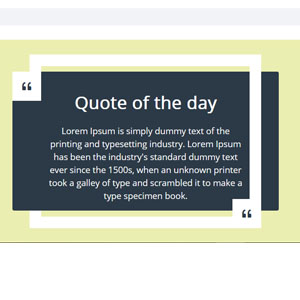 “
Quote of the day
Lorem Ipsum is simply dummy text of the
printing and typesetting industry. Lorem Ipsum
has been the industry's standard dummy text
ever since the 1500s, when an unknown printer
took a galley of type and scrambled it to make a
type specimen book.
“